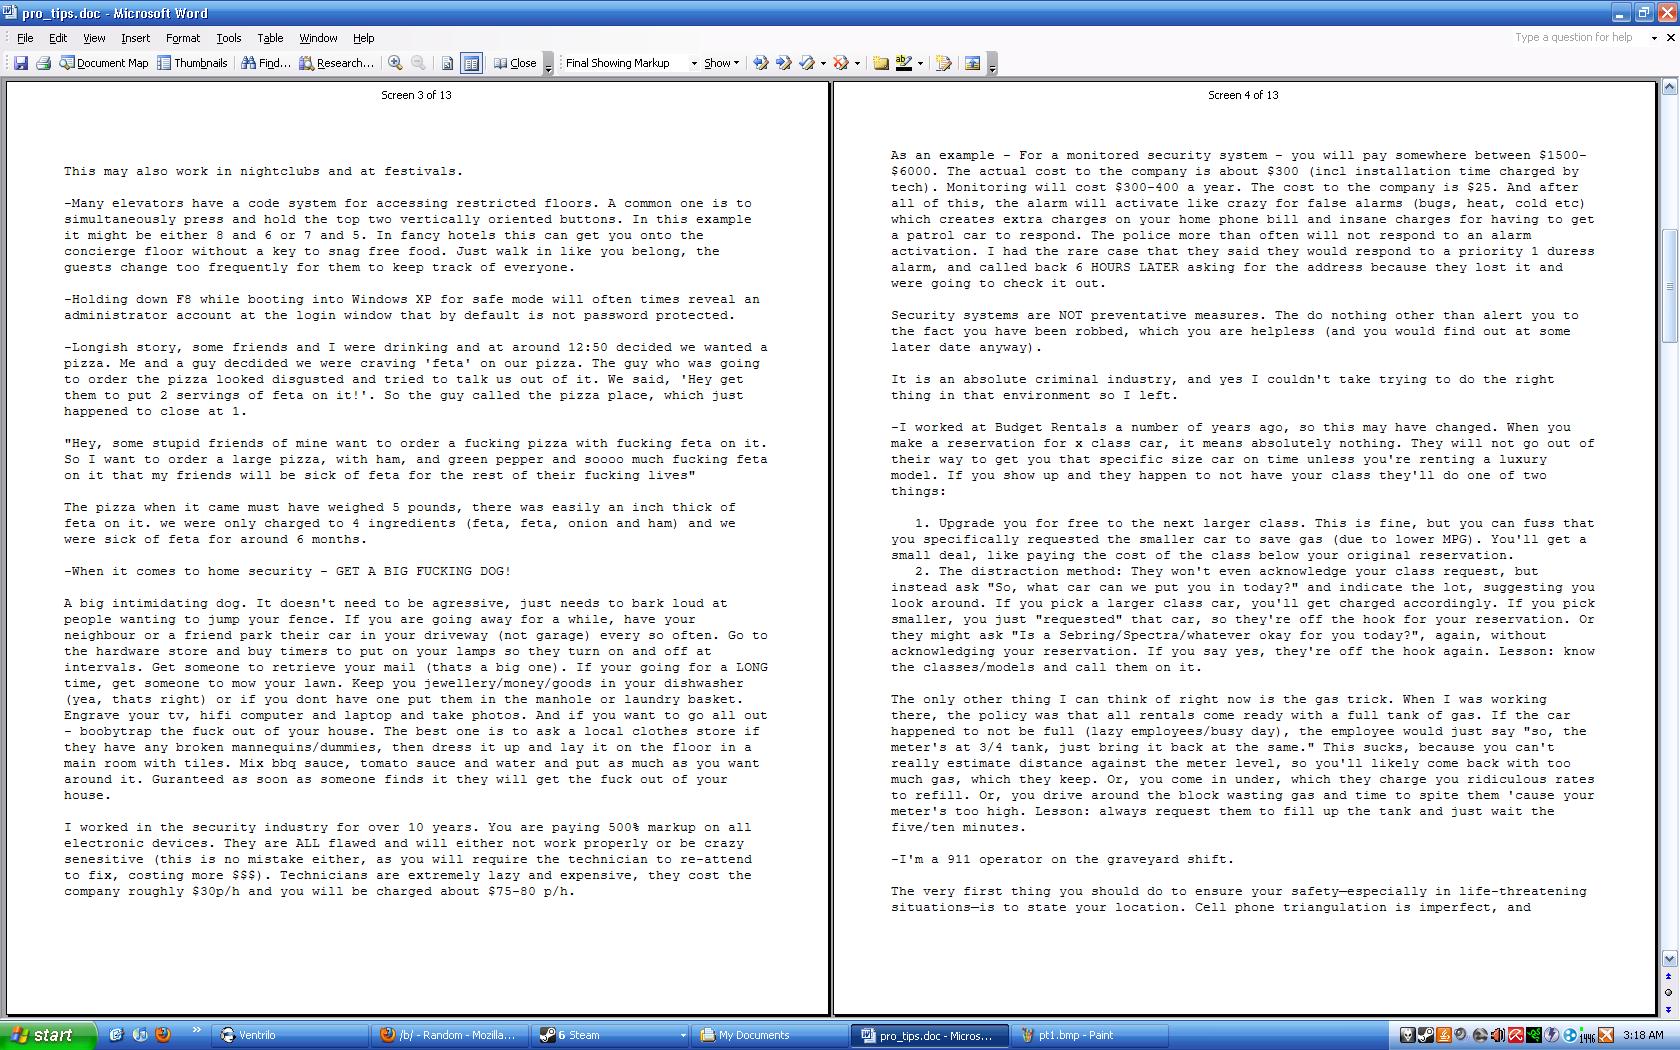 pro_tips.doc - Microsoft Word
File Edit View Insert Format Tools Table Window Help
Type a question for help
Document Map Thumbnails Find... Research... Close Final Showing Markup Show
Screen 3 of 13
This may also work in nightclubs and at festivals.
-Many elevators have a code system for accessing restricted floors. A common one is to
simultaneously press and hold the top two vertically oriented buttons. In this example
it might be either 8 and 6 or 7 and 5. In fancy hotels this can get you onto the
concierge floor without a key to snag free food. Just walk in like you belong, the
guests change too frequently for them to keep track of everyone.
-Holding down F8 while booting into Windows XP for safe mode will often times reveal an
administrator account at the login window that by default is not password protected.
-Longish story, some friends and I were drinking and at around 12:50 decided we wanted a
pizza. Me and a guy decdided we were craving 'feta' on our pizza. The guy who was going
to order the pizza looked disgusted and tried to talk us out of it. We said, 'Hey get
them to put 2 servings of feta on it!'. So the guy called the pizza place, which just
happened to close at 1.
"Hey, some stupid friends of mine want to order a fucking pizza with fucking feta on it.
So I want to order a large pizza, with ham, and green pepper and soooo much fucking feta
on it that my friends will be sick of feta for the rest of their fucking lives"
The pizza when it came must have weighed 5 pounds, there was easily an inch thick of
feta on it. we were only charged to 4 ingredients (feta, feta, onion and ham) and we
were sick of feta for around 6 months.
-When it comes to home security - GET A BIG FUCKING DOG!
A big intimidating dog. It doesn't need to be agressive, just needs to bark loud at
people wanting to jump your fence. If you are going away for a while, have your
neighbour or a friend park their car in your driveway (not garage) every so often. Go to
the hardware store and buy timers to put on your lamps so they turn on and off at
intervals. Get someone to retrieve your mail (thats a big one). If your going for a LONG
time, get someone to mow your lawn. Keep you jewellery/money/goods in your dishwasher
(yea, thats right) or if you dont have one put them in the manhole or laundry basket.
Engrave your tv, hifi computer and laptop and take photos. And if you want to go all out
- boobytrap the fuck out of your house. The best one is to ask a local clothes store if
they have any broken mannequins/dummies, then dress it up and lay it on the floor in a
main room with tiles. Mix bbq sauce, tomato sauce and water and put as much as you want
around it. Guranteed as soon as someone finds it they will get the fuck out of your
house.
I worked in the security industry for over 10 years. You are paying 500% markup on all
electronic devices. They are ALL flawed and will either not work properly or be crazy
senesitive (this is no mistake either, as you will require the technician to re-attend
to fix, costing more $$$). Technicians are extremely lazy and expensive, they cost the
company roughly $30p/h and you will be charged about $75-80 p/h.
Screen 4 of 13
As an example - For a monitored security system - you will pay somewhere between $1500-
$6000. The actual cost to the company is about $300 (incl installation time charged by
tech). Monitoring will cost $300-400 a year. The cost to the company is $25. And after
all of this, the alarm will activate like crazy for false alarms (bugs, heat, cold etc)
which creates extra charges on your home phone bill and insane charges for having to get
a patrol car to respond. The police more than often will not respond to an alarm
activation. I had the rare case that they said they would respond to a priority 1 duress
alarm, and called back 6 HOURS LATER asking for the address because they lost it and
were going to check it out.
Security systems are NOT preventative measures. The do nothing other than alert you to
the fact you have been robbed, which you are helpless (and you would find out at some
later date anyway).
It is an absolute criminal industry, and yes I couldn't take trying to do the right
thing in that environment so I left.
-I worked at Budget Rentals a number of years ago, so this may have changed. When you
make a reservation for x class car, it means absolutely nothing. They will not go out of
their way to get you that specific size car on time unless you're renting a luxury
model. If you show up and they happen to not have your class they'll do one of two
things:
1. Upgrade you for free to the next larger class. This is fine, but you can fuss that
you specifically requested the smaller car to save gas (due to lower MPG). You'll get a
small deal, like paying the cost of the class below your original reservation.
2. The distraction method: They won't even acknowledge your class request, but
instead ask "So, what car can we put you in today?" and indicate the lot, suggesting you
look around. If you pick a larger class car, you'll get charged accordingly. If you pick
smaller, you just "requested" that car, so they're off the hook for your reservation. Or
they might ask "Is a Sebring/Spectra/whatever okay for you today?", again, without
acknowledging your reservation. If you say yes, they're off the hook again. Lesson: know
the classes/models and call them on it.
The only other thing I can think of right now is the gas trick. When I was working
there, the policy was that all rentals come ready with a full tank of gas. If the car
happened to not be full (lazy employees/busy day), the employee would just say "so, the
meter's at 3/4 tank, just bring it back at the same." This sucks, because you can't
really estimate distance against the meter level, so you'll likely come back with too
much gas, which they keep. Or, you come in under, which they charge you ridiculous rates
to refill. Or, you drive around the block wasting gas and time to spite them 'cause your
meter's too high. Lesson: always request them to fill up the tank and just wait the
five/ten minutes.
-I'm a 911 operator on the graveyard shift.
The very first thing you should do to ensure your safety—especially in life-threatening
situations—is to state your location. Cell phone triangulation is imperfect, and
start Ventrilo /b/ - Random - Mozilla... 6 Steam My Documents pro_tips.doc - Micros... pt1.bmp - Paint 1446 3:18 AM